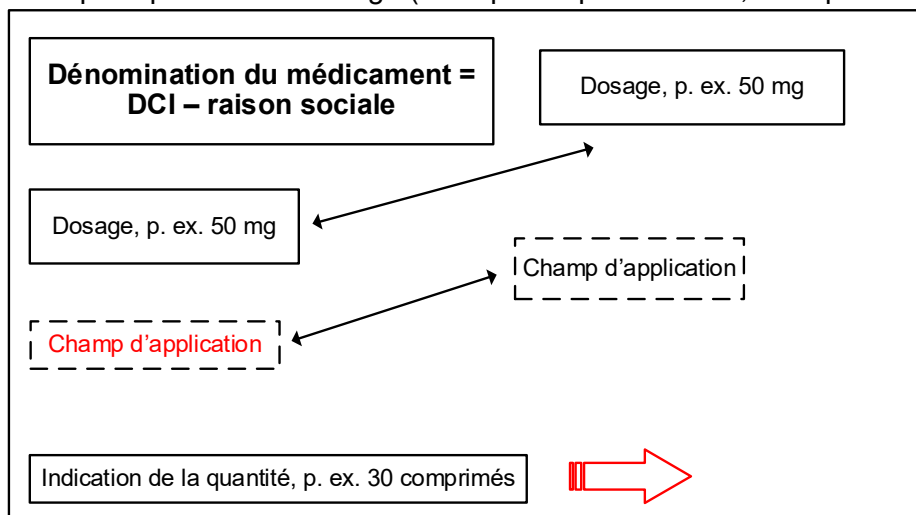 Dénomination du médicament =
DCI – raison sociale
Dosage, p. ex. 50 mg
Dosage, p. ex. 50 mg
Champ d’application
Champ d’application
Indication de la quantité, p. ex. 30 comprimés